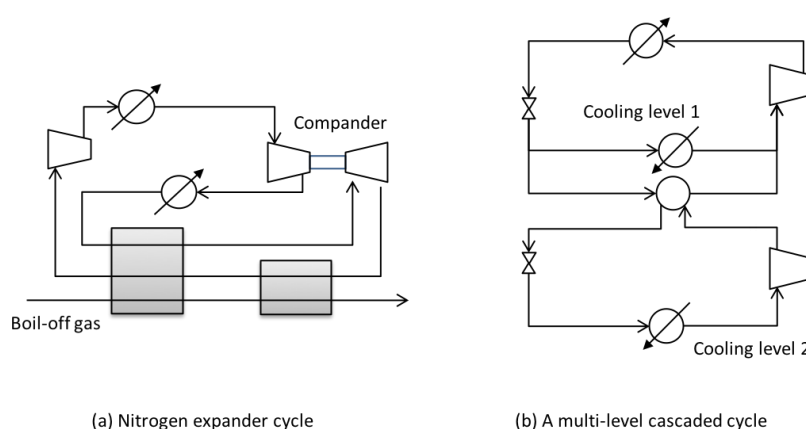 Compander
Boil-off gas
(a) Nitrogen expander cycle
Cooling level 1
Cooling level 2
(b) A multi-level cascaded cycle